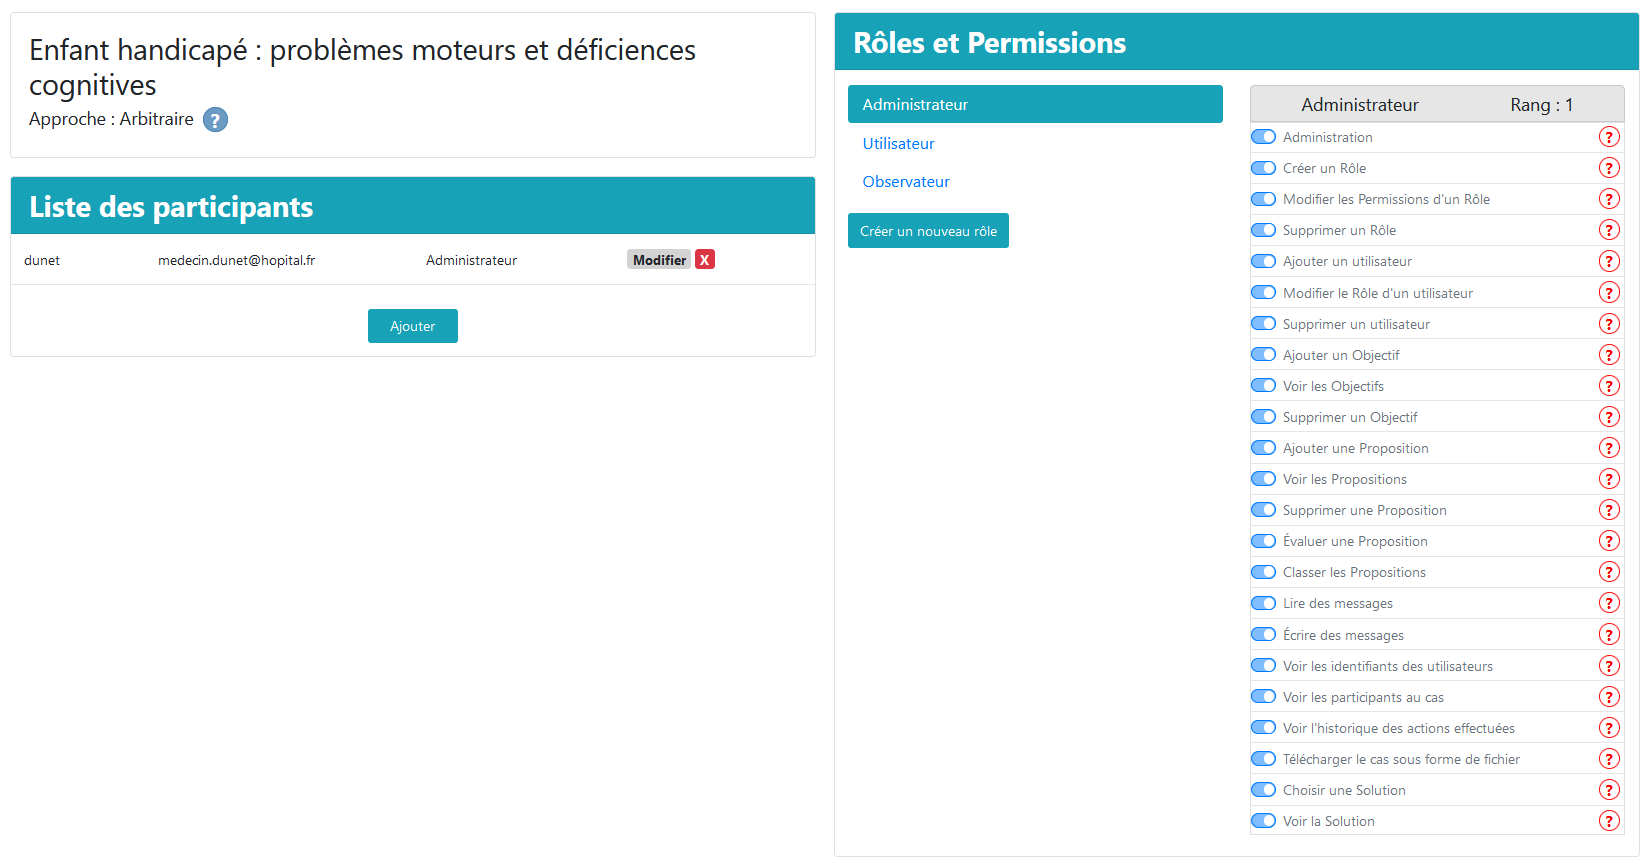 Enfant handicapé : problèmes moteurs et déficiences
cognitives
Approche : Arbitraire ?
Liste des participants
dunet medecin.dunet@hopital.fr Administrateur Modifier X
Ajouter
Rôles et Permissions
Administrateur
Utilisateur
Observateur
Créer un nouveau rôle
Administrateur Rang : 1
Administration ?
Créer un Rôle ?
Modifier les Permissions d'un Rôle ?
Supprimer un Rôle ?
Ajouter un utilisateur ?
Modifier le Rôle d'un utilisateur ?
Supprimer un utilisateur ?
Ajouter un Objectif ?
Voir les Objectifs ?
Supprimer un Objectif ?
Ajouter une Proposition ?
Voir les Propositions ?
Supprimer une Proposition ?
Évaluer une Proposition ?
Classer les Propositions ?
Lire des messages ?
Écrire des messages ?
Voir les identifiants des utilisateurs ?
Voir les participants au cas ?
Voir l'historique des actions effectuées ?
Télécharger le cas sous forme de fichier ?
Choisir une Solution ?
Voir la Solution ?